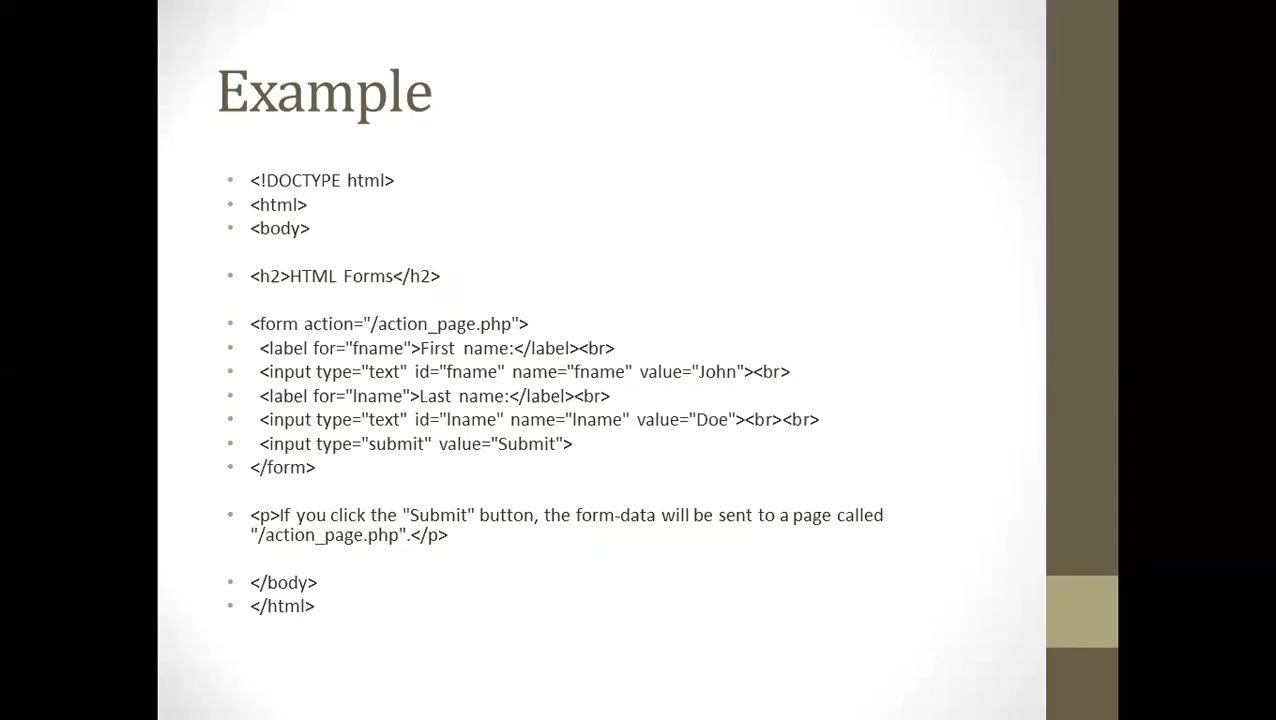 Example
<!DOCTYPE html>
<html>
<body>
<h2>HTML Forms</h2>
<form action="/action_page.php">
<label for="fname">First name:</label><br>
<input type="text" id="fname" name="fname" value="John"><br>
<label for="lname">Last name:</label><br>
<input type="text" id="lname" name="lname" value="Doe"><br><br>
<input type="submit" value="Submit">
</form>
<p>If you click the "Submit" button, the form-data will be sent to a page called
"/action_page.php".</p>
</body>
</html>